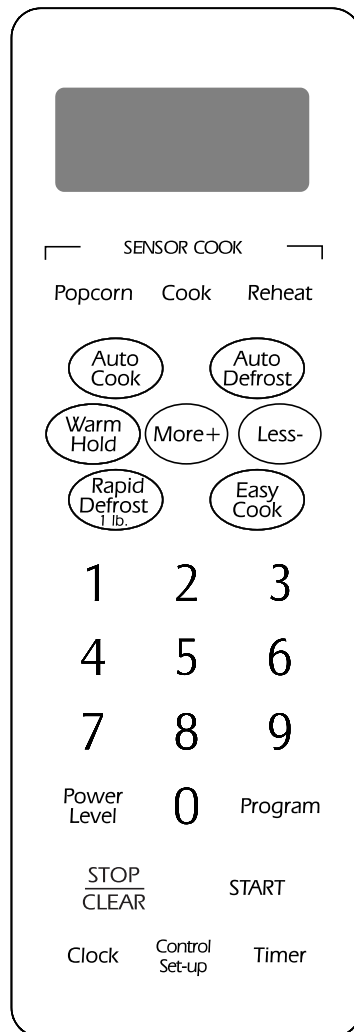 SENSOR COOK
Popcorn Cook Reheat
Auto
Cook
Auto
Defrost
Warm
Hold
More+
Less-
Rapid
Defrost
1 lb.
Easy
Cook
1 2 3
4 5 6
7 8 9
Power
Level
0
Program
STOP
CLEAR
START
Clock
Control
Set-up
Timer